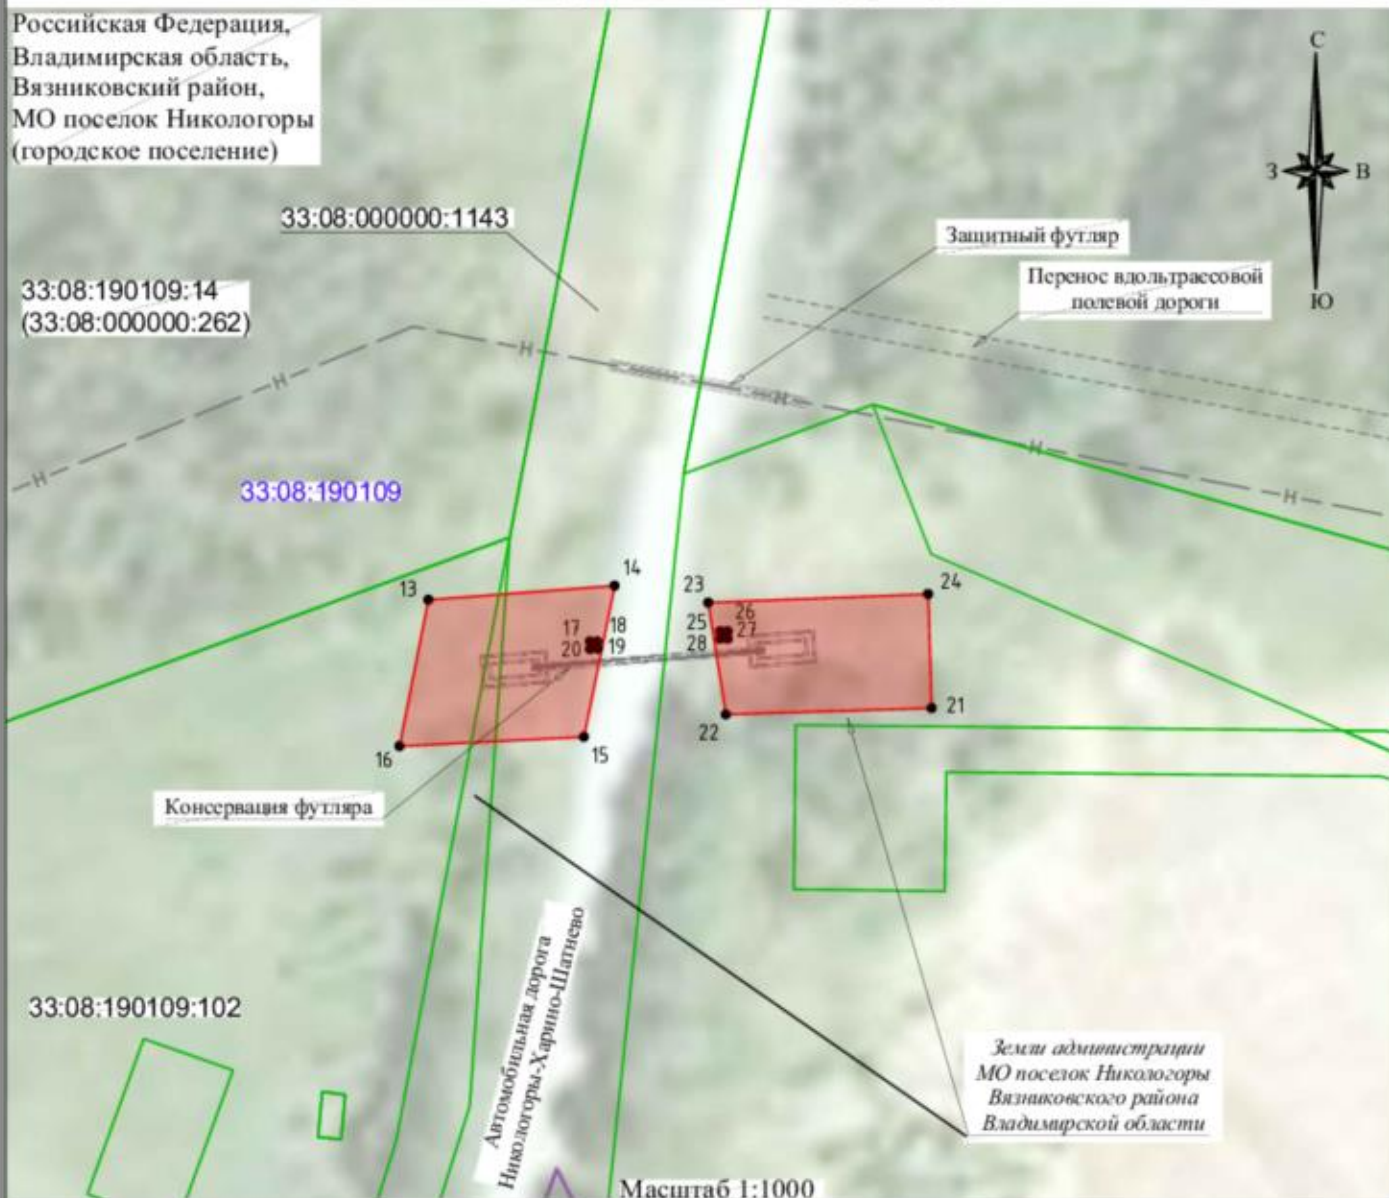 Российская Федерация,
Владимирская область,
Вязниковский район,
МО поселок Никологоры
(городское поселение)
С
З
В
Ю
33:08:000000:1143
Защитный футляр
Перенос вдольтрассовой
полевой дороги
33:08:190109:14
(33:08:000000:262)
Н
Н
Н
Н
Н
Н
33:08:190109
13
14
23
24
17
18
20
19
25
26
27
28
16
15
22
21
Консервация футляра
Автомобильная дорога
Никологоры-Харино-Шатнево
33:08:190109:102
Земли администрации
МО поселок Никологоры
Вязниковского района
Владимирской области
Масштаб 1:1000